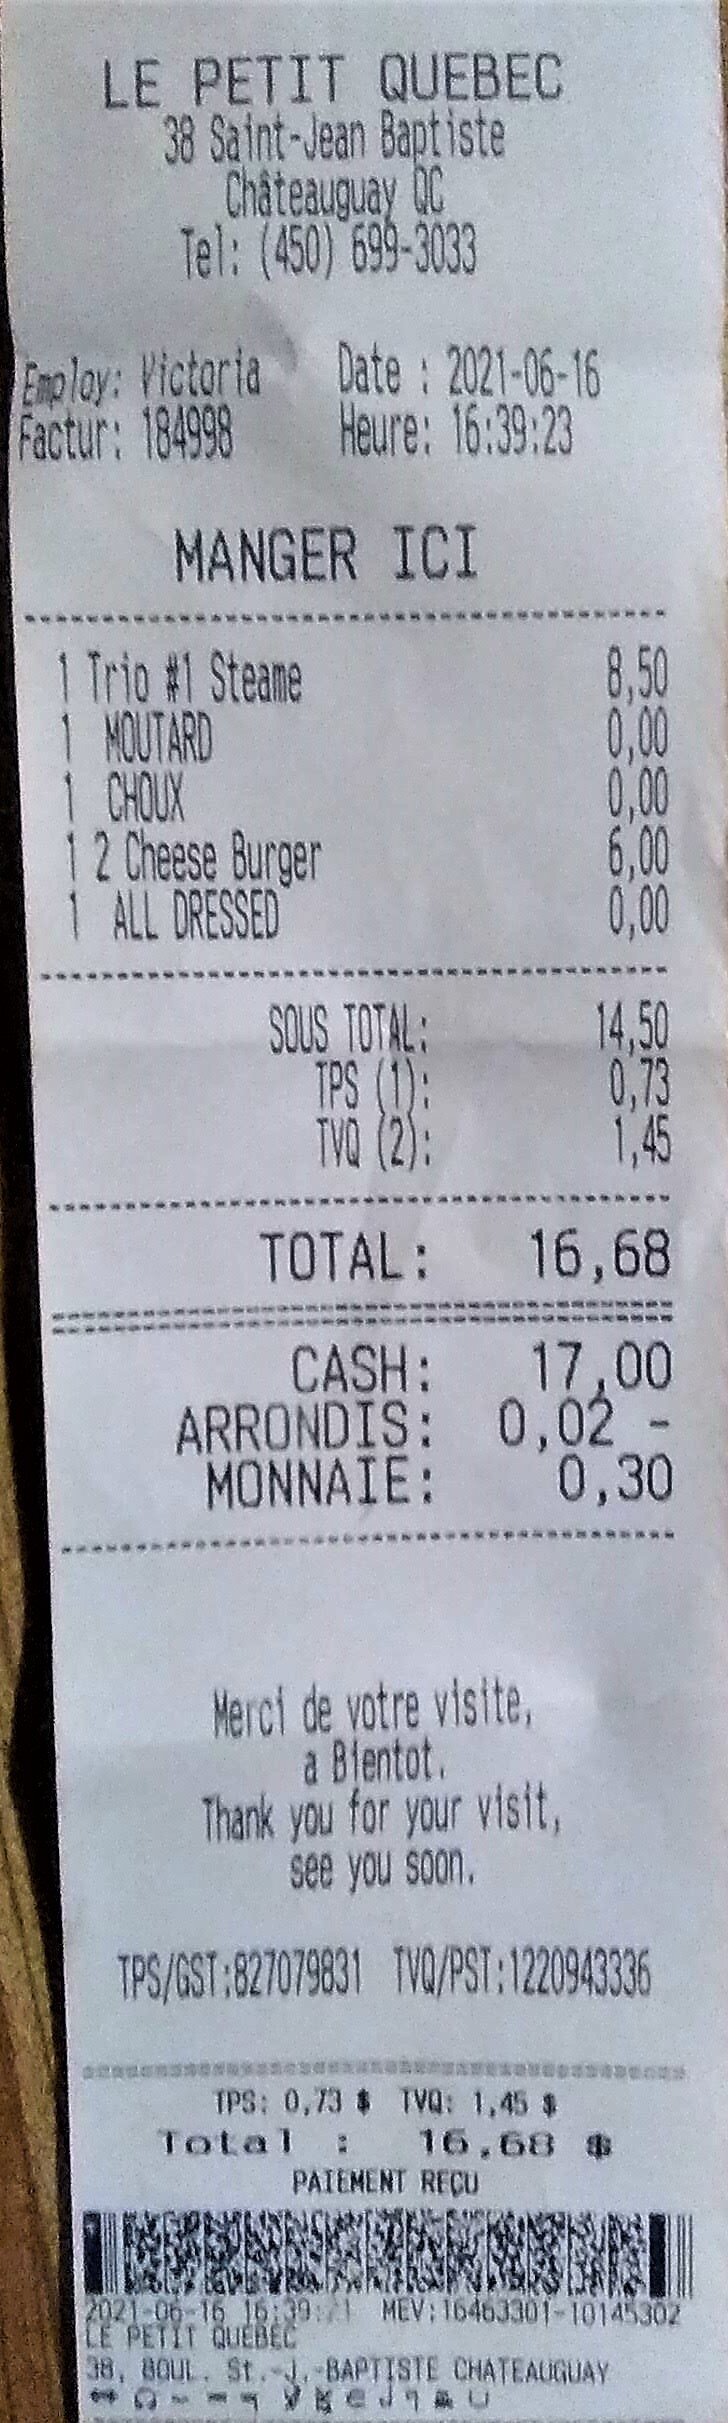 LE PETIT QUEBEC
38 Saint-Jean Baptiste
Châteauguay QC
Tel: (450) 699-3033
Employ: Victoria Date : 2021-06-16
Factur: 184998 Heure: 16:39:23
MANGER ICI
1 Trio #1 Steame 8,50
1 MOUTARD 0,00
1 CHOUX 0,00
1 2 Cheese Burger 6,00
1 ALL DRESSED 0,00
SOUS TOTAL: 14,50
TPS (1): 0,73
TVQ (2): 1,45
TOTAL: 16,68
CASH: 17,00
ARRONDIS: 0,02 -
MONNAIE: 0,30
Merci de votre visite,
a Bientot.
Thank you for your visit,
see you soon.
TPS/GST:827079831 TVQ/PST:1220943336
TPS: 0,73 $ TVQ: 1,45 $
Total : 16,68 $
PAIEMENT REÇU
2021-06-16 MEV:16463301-10145302
LE PETIT QUEBEC
38, BOUL. St.-J.-BAPTISTE CHATEAUGUAY